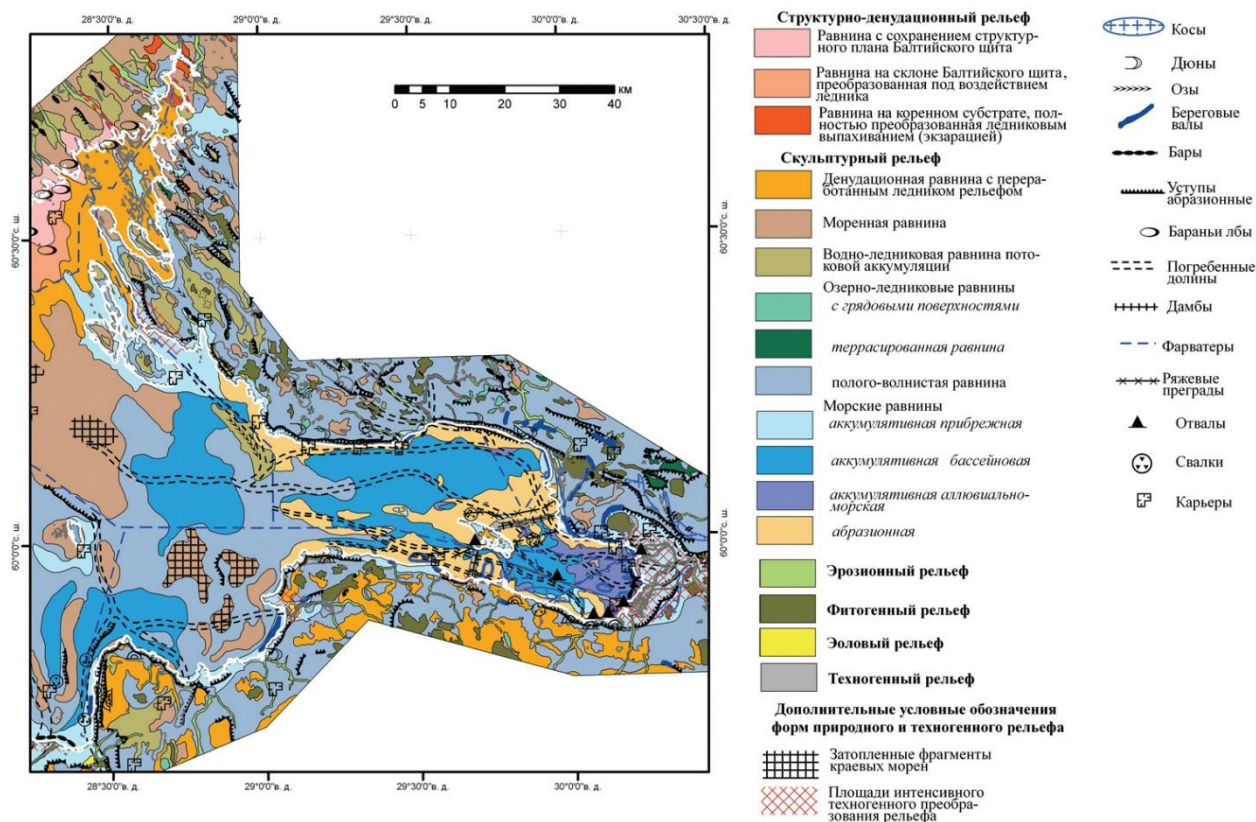 28°30'0"в. д.
29°0'0"в. д.
29°30'0"в. д.
30°0'0"в. д.
30°30'0"в. д.
60°30'0"с. ш.
60°0'0"с. ш.
0 5 10 20 30 40 км
60°30'0"с. ш.
60°0'0"с. ш.
28°30'0"в. д.
29°0'0"в. д.
29°30'0"в. д.
30°0'0"в. д.
30°30'0"в. д.
Структурно-денудационный рельеф
Равнина с сохранением структур-
ного плана Балтийского щита
Равнина на склоне Балтийского щита,
преобразованная под воздействием
ледника
Равнина на коренном субстрате, пол-
ностью преобразованная ледниковым
выпахиванием (экзарацией)
Скульптурный рельеф
Денудационная равнина с перера-
ботанным ледником рельефом
Моренная равнина
Водно-ледниковая равнина пото-
ковой аккумуляции
Озерно-ледниковые равнины
с грядовыми поверхностями
террасированная равнина
полого-волнистая равнина
Морские равнины
аккумулятивная прибрежная
аккумулятивная бассейновая
аккумулятивная аллювиально-
морская
абразионная
Эрозионный рельеф
Фитогенный рельеф
Эоловый рельеф
Техногенный рельеф
Дополнительные условные обозначения
форм природного и техногенного рельефа
Затопленные фрагменты
краевых морен
Площади интенсивного
техногенного преобра-
зования рельефа
Косы
Дюны
Озы
Береговые
валы
Бары
Уступы
абразионные
Бараньи лбы
Погребенные
долины
Дамбы
Фарватеры
Ряжевые
преграды
Отвалы
Свалки
Карьеры